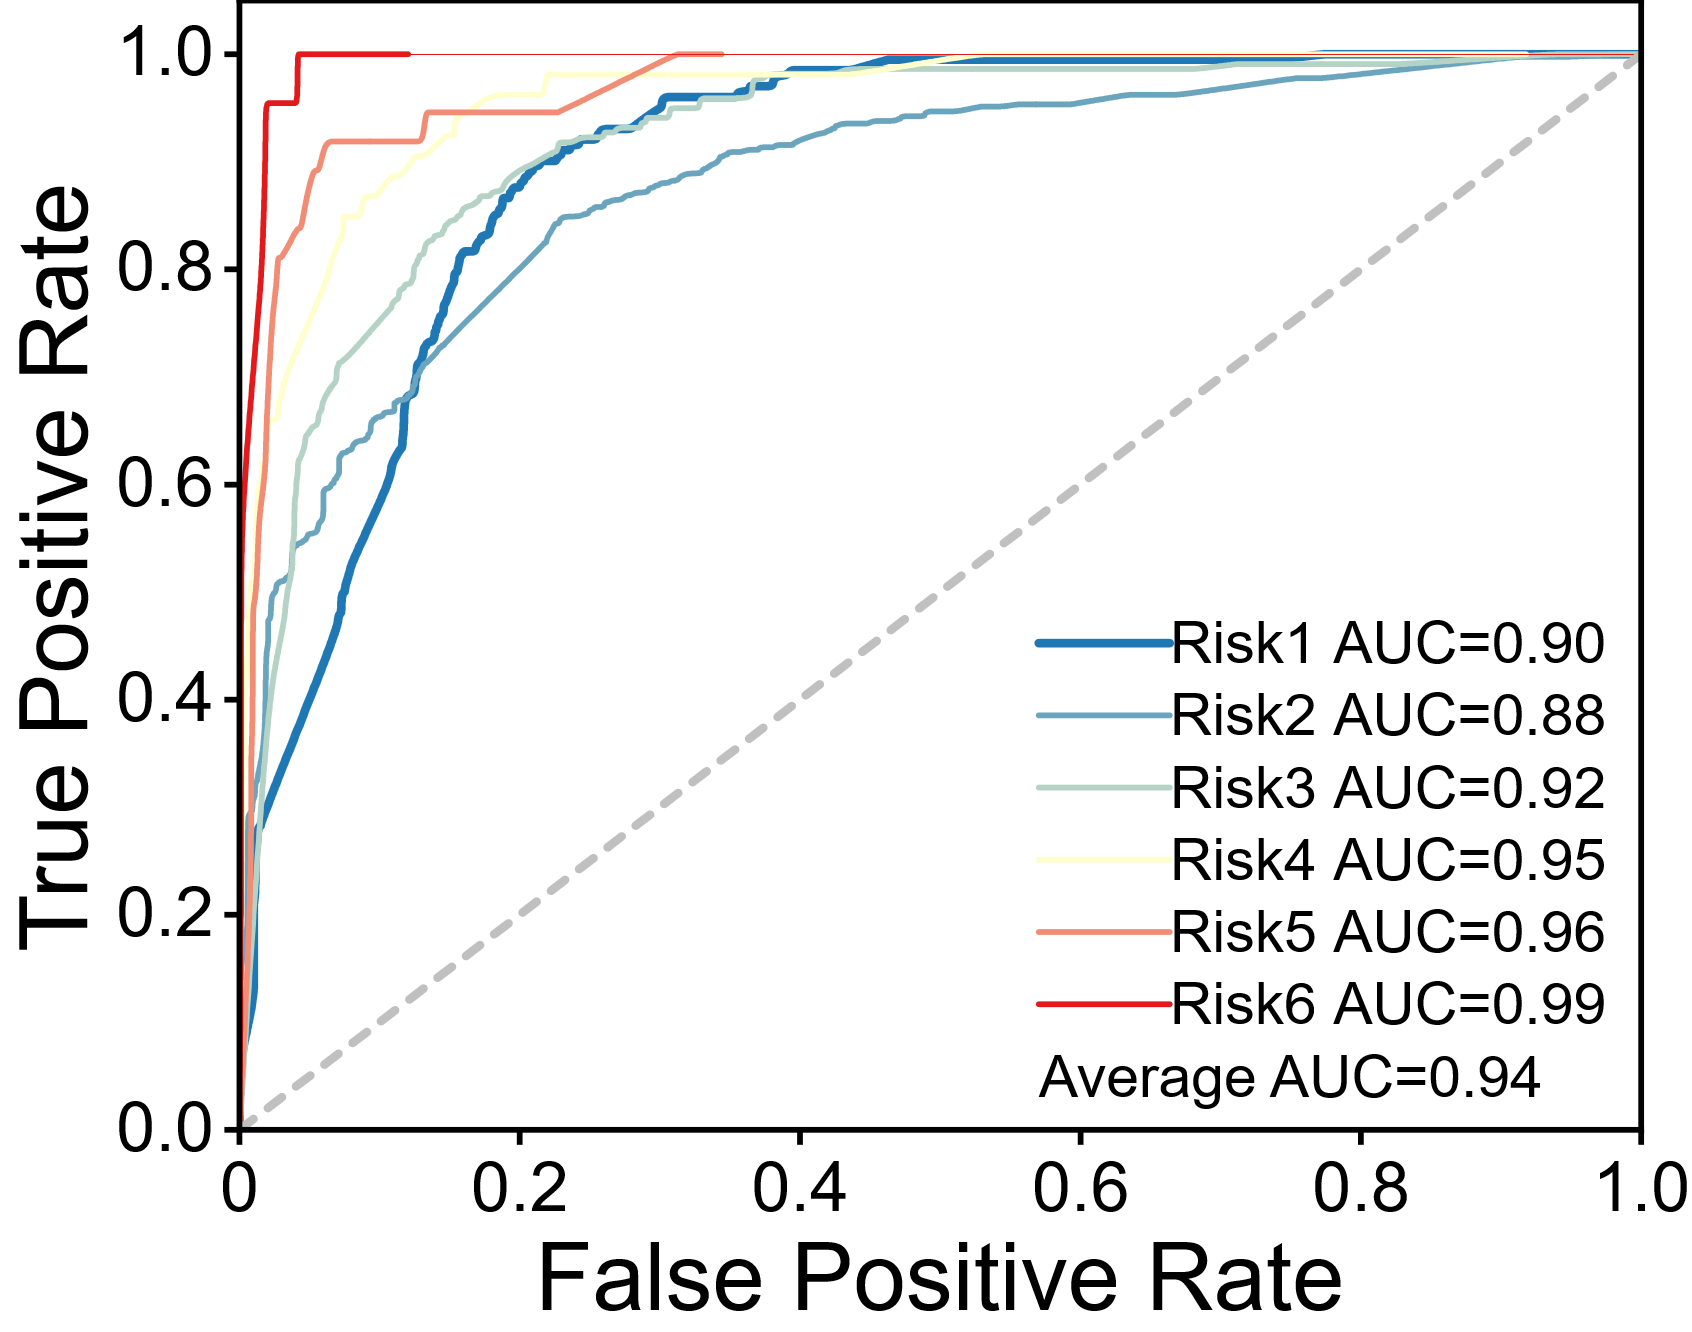 True Positive Rate
1.0
0.8
0.6
0.4
0.2
0.0
0
0.2
0.4
0.6
0.8
1.0
False Positive Rate
Risk1 AUC=0.90
Risk2 AUC=0.88
Risk3 AUC=0.92
Risk4 AUC=0.95
Risk5 AUC=0.96
Risk6 AUC=0.99
Average AUC=0.94